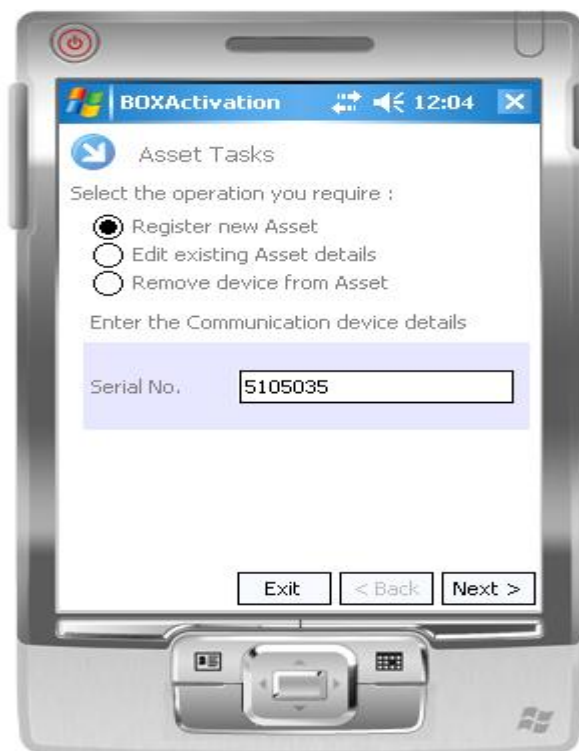 BOXActivation 12:04
Asset Tasks
Select the operation you require :
Register new Asset
Edit existing Asset details
Remove device from Asset
Enter the Communication device details
Serial No. 5105035
Exit < Back Next >